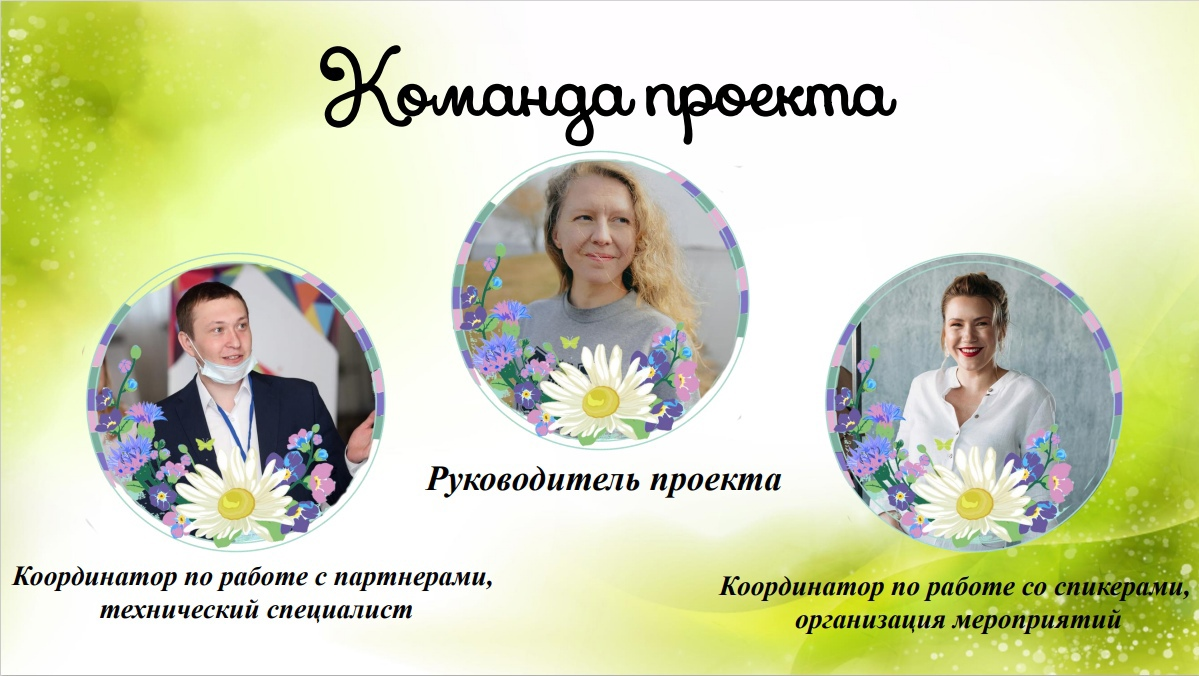 Команда проекта
Руководитель проекта
Координатор по работе с партнерами,
технический специалист
Координатор по работе со спикерами,
организация мероприятий